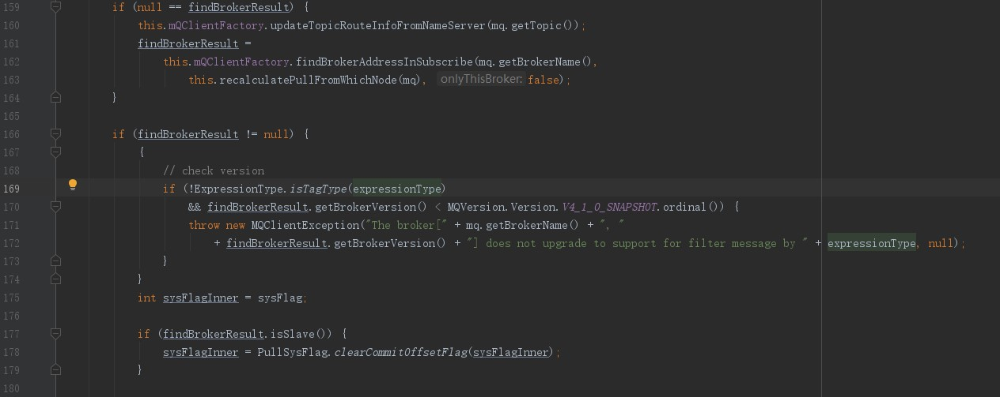 159 if (null == findBrokerResult) {
160 this.mQClientFactory.updateTopicRouteInfoFromNameServer(mq.getTopic());
161 findBrokerResult =
162 this.mQClientFactory.findBrokerAddressInSubscribe(mq.getBrokerName(),
163 this.recalculatePullFromWhichNode(mq), onlyThisBroker: false);
164 }
165
166 if (findBrokerResult != null) {
167 {
168 // check version
169 if (!ExpressionType.isTagType(expressionType)
170 && findBrokerResult.getBrokerVersion() < MQVersion.Version.V4_1_0_SNAPSHOT.ordinal()) {
171 throw new MQClientException("The broker[" + mq.getBrokerName() + ", "
172 + findBrokerResult.getBrokerVersion() + "] does not upgrade to support for filter message by " + expressionType, null);
173 }
174 }
175 int sysFlagInner = sysFlag;
176
177 if (findBrokerResult.isSlave()) {
178 sysFlagInner = PullSysFlag.clearCommitOffsetFlag(sysFlagInner);
179 }
180